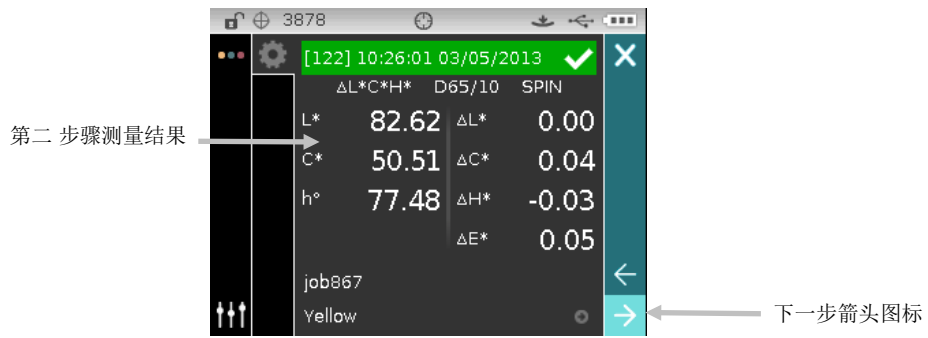 3878
[122] 10:26:01 03/05/2013
ΔL*C*H* D65/10 SPIN
L* 82.62 ΔL* 0.00
第二 步骤测量结果
C* 50.51 ΔC* 0.04
h° 77.48 ΔH* -0.03
ΔE* 0.05
job867
Yellow
下一步箭头图标